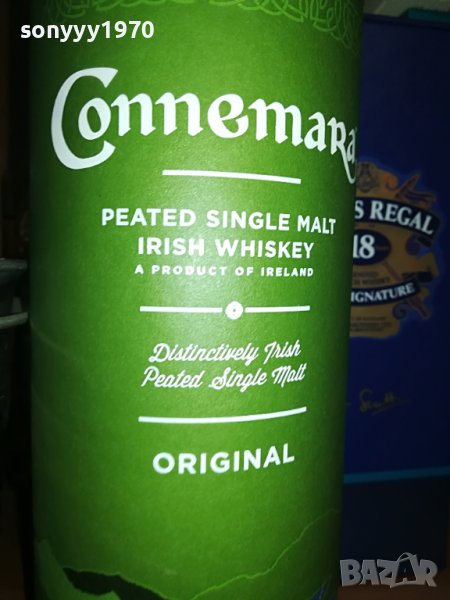 sonyyy1970
Connemara
PEATED SINGLE MALT
IRISH WHISKEY
A PRODUCT OF IRELAND
Distinctively Irish
Peated Single Malt
ORIGINAL
S REGAL
18
IGNATURE
BAZAR